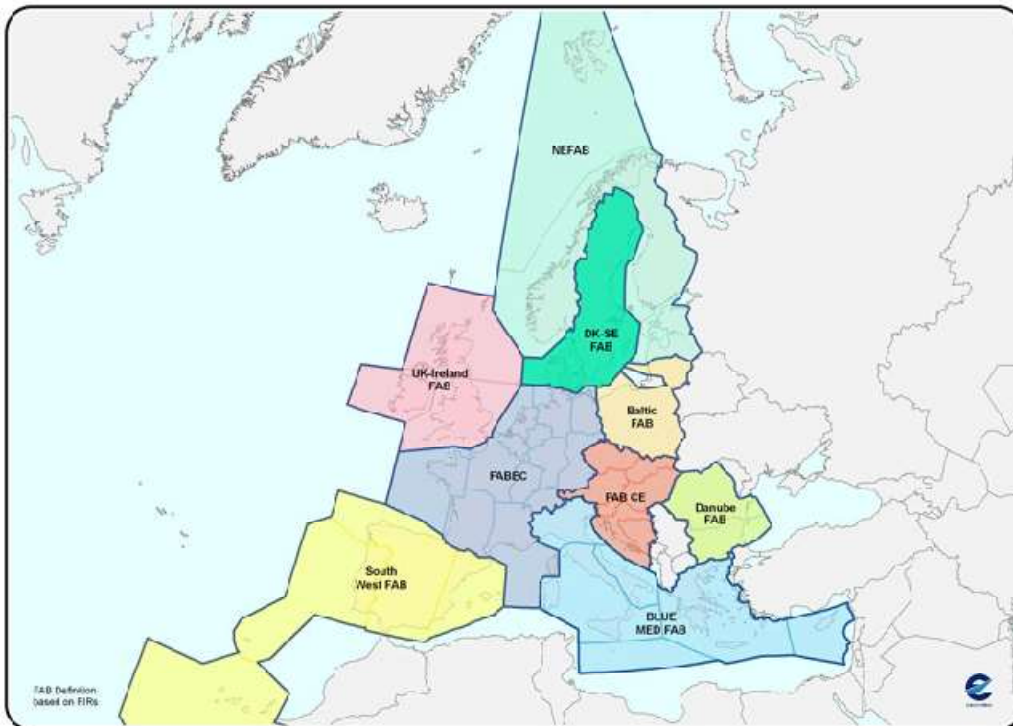 NEFAB
DK-SE
FAB
UK-Ireland
FAB
Baltic
FAB
FABEC
FAB CE
Danube
FAB
South
West FAB
BLUE
MED FAB
FAB Definition
based on FIRs